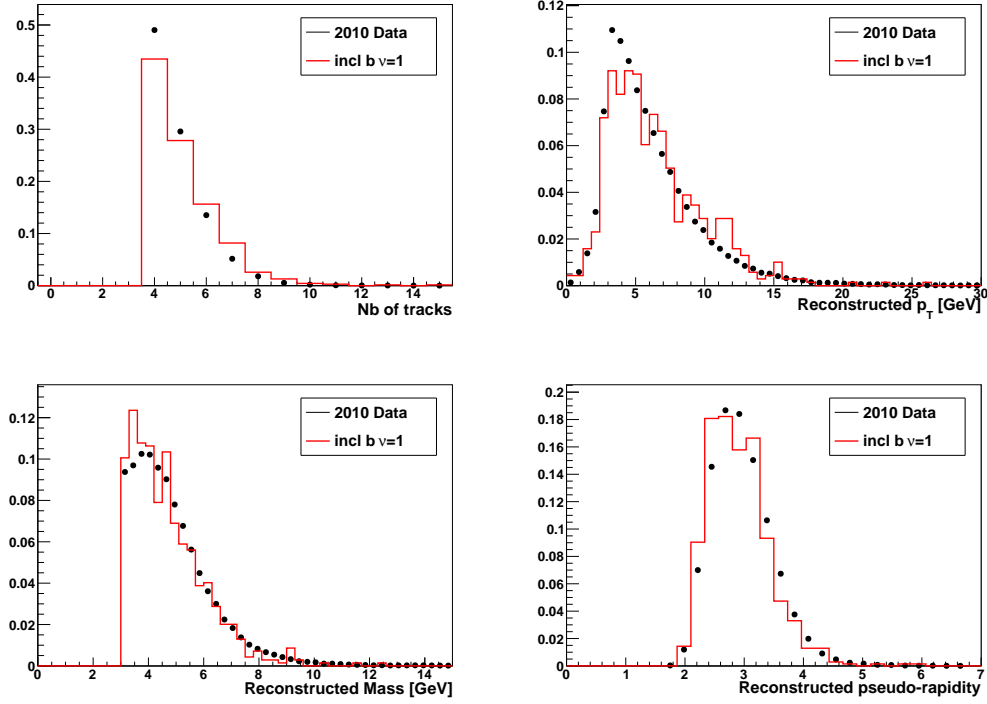 0.5
0.4
0.3
0.2
0.1
0
2010 Data
incl b ν=1
0 2 4 6 8 10 12 14
Nb of tracks
0.12
0.1
0.08
0.06
0.04
0.02
0
2010 Data
incl b ν=1
0 5 10 15 20 25 30
Reconstructed p_T [GeV]
0.12
0.1
0.08
0.06
0.04
0.02
0
2010 Data
incl b ν=1
0 2 4 6 8 10 12 14
Reconstructed Mass [GeV]
0.2
0.18
0.16
0.14
0.12
0.1
0.08
0.06
0.04
0.02
0
2010 Data
incl b ν=1
0 1 2 3 4 5 6 7
Reconstructed pseudo-rapidity